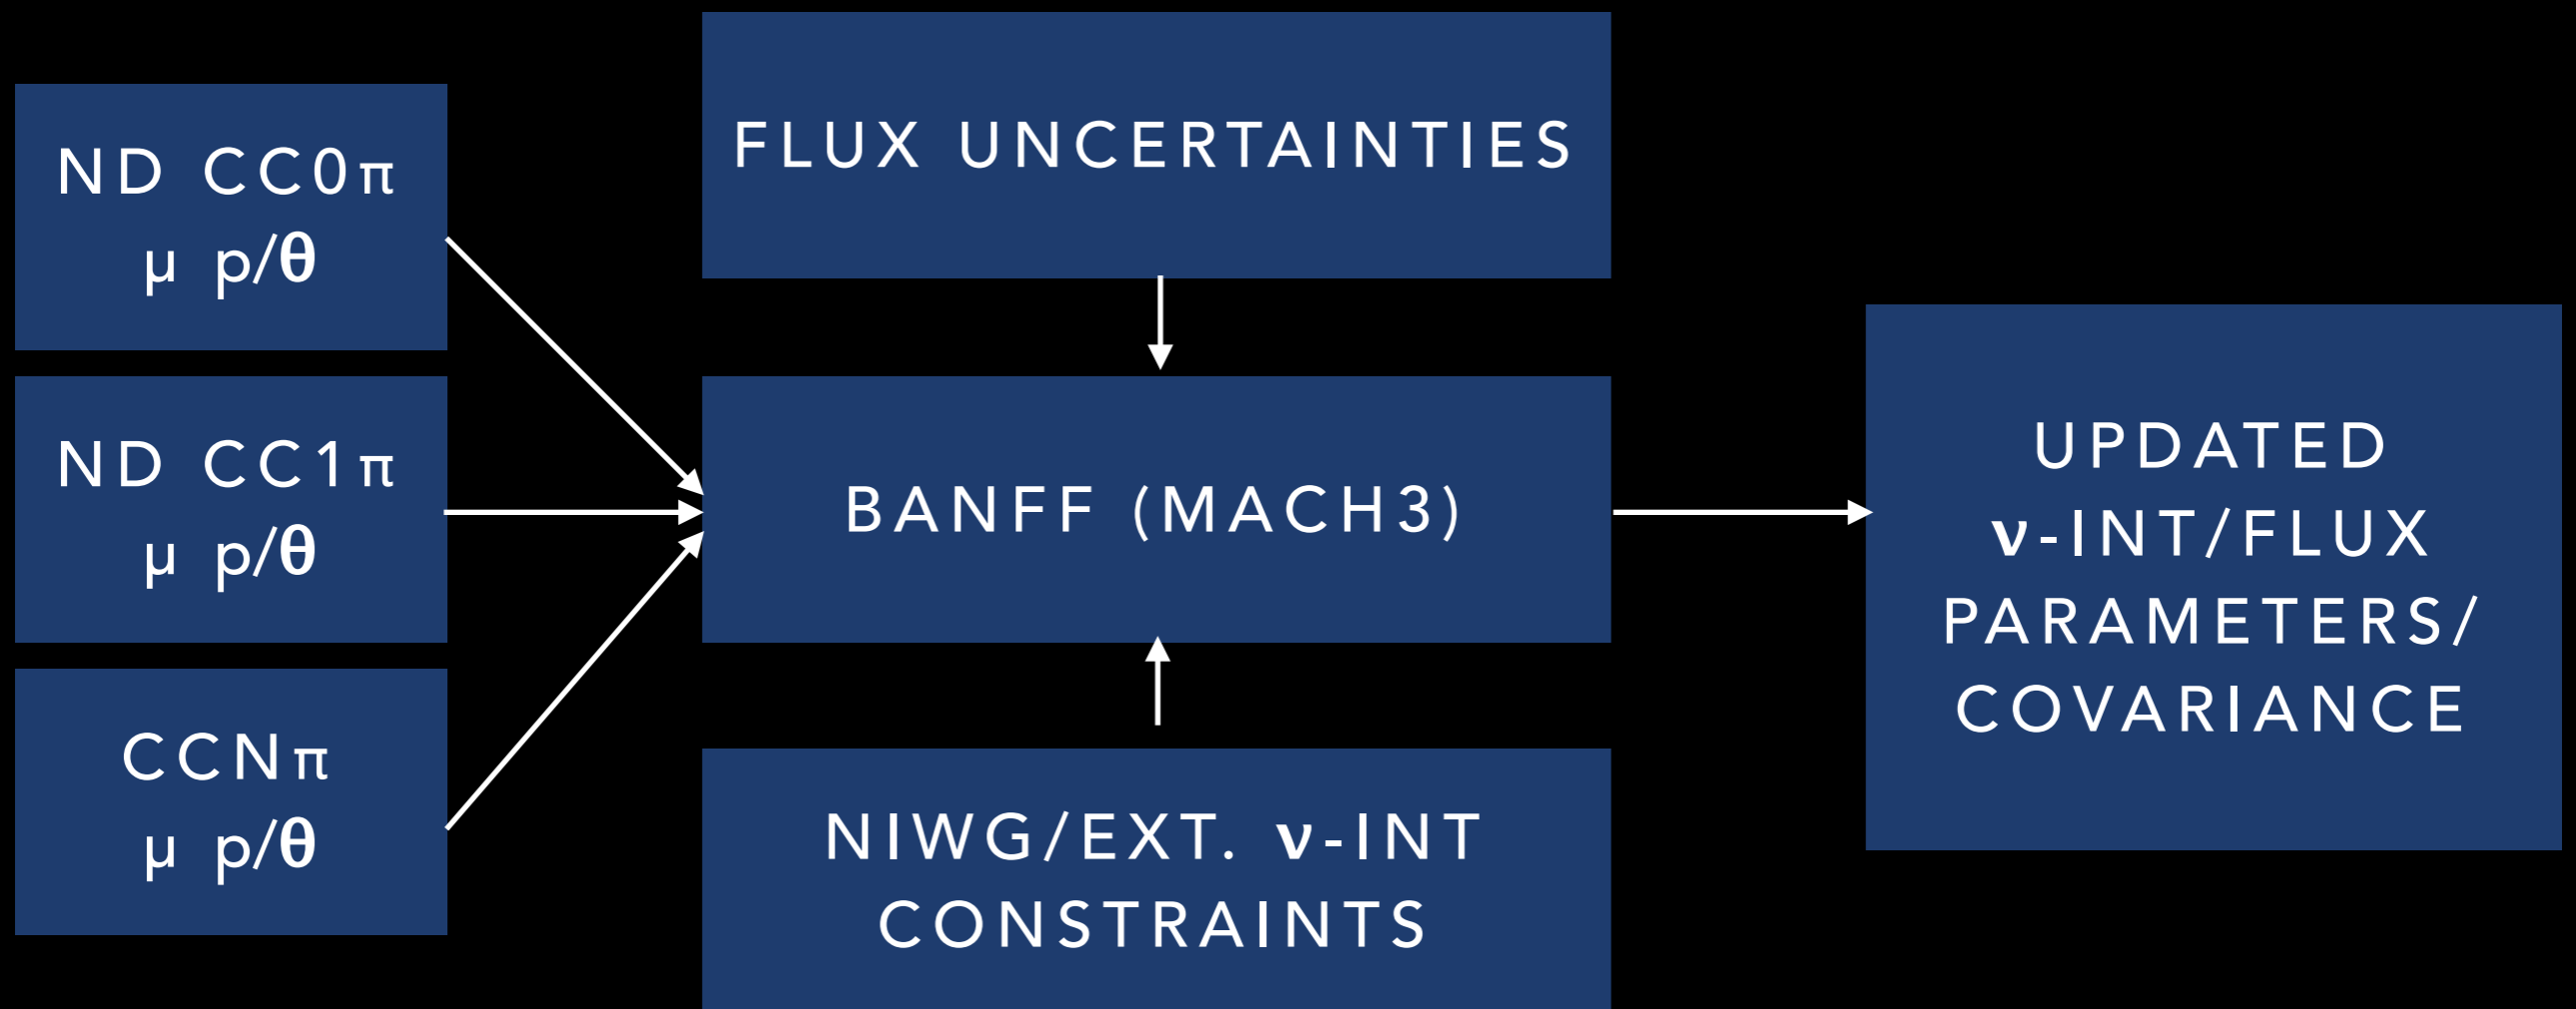 ND CC0π
μ p/θ
ND CC1π
μ p/θ
CCNπ
μ p/θ
FLUX UNCERTAINTIES
BANFF (MACH3)
NIWG/EXT. ν-INT
CONSTRAINTS
UPDATED
ν-INT/FLUX
PARAMETERS/
COVARIANCE